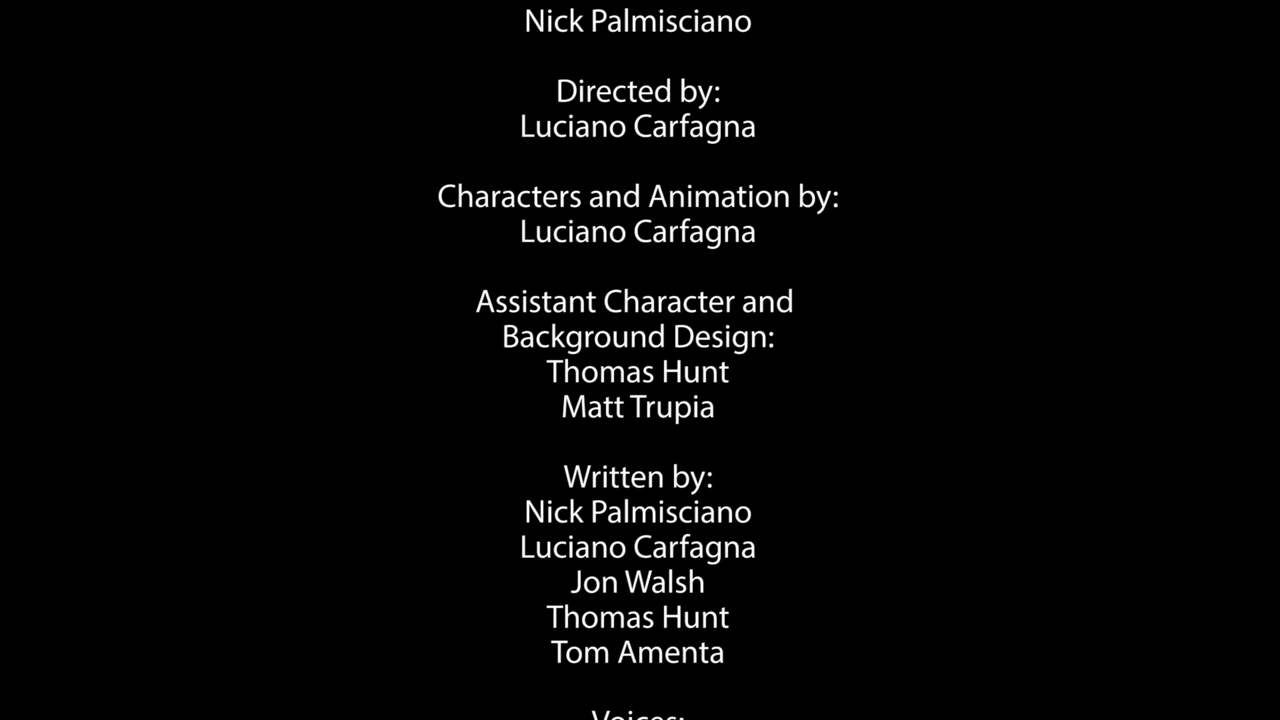 Nick Palmisciano
Directed by:
Luciano Carfagna
Characters and Animation by:
Luciano Carfagna
Assistant Character and
Background Design:
Thomas Hunt
Matt Trupia
Written by:
Nick Palmisciano
Luciano Carfagna
Jon Walsh
Thomas Hunt
Tom Amenta
Voices: